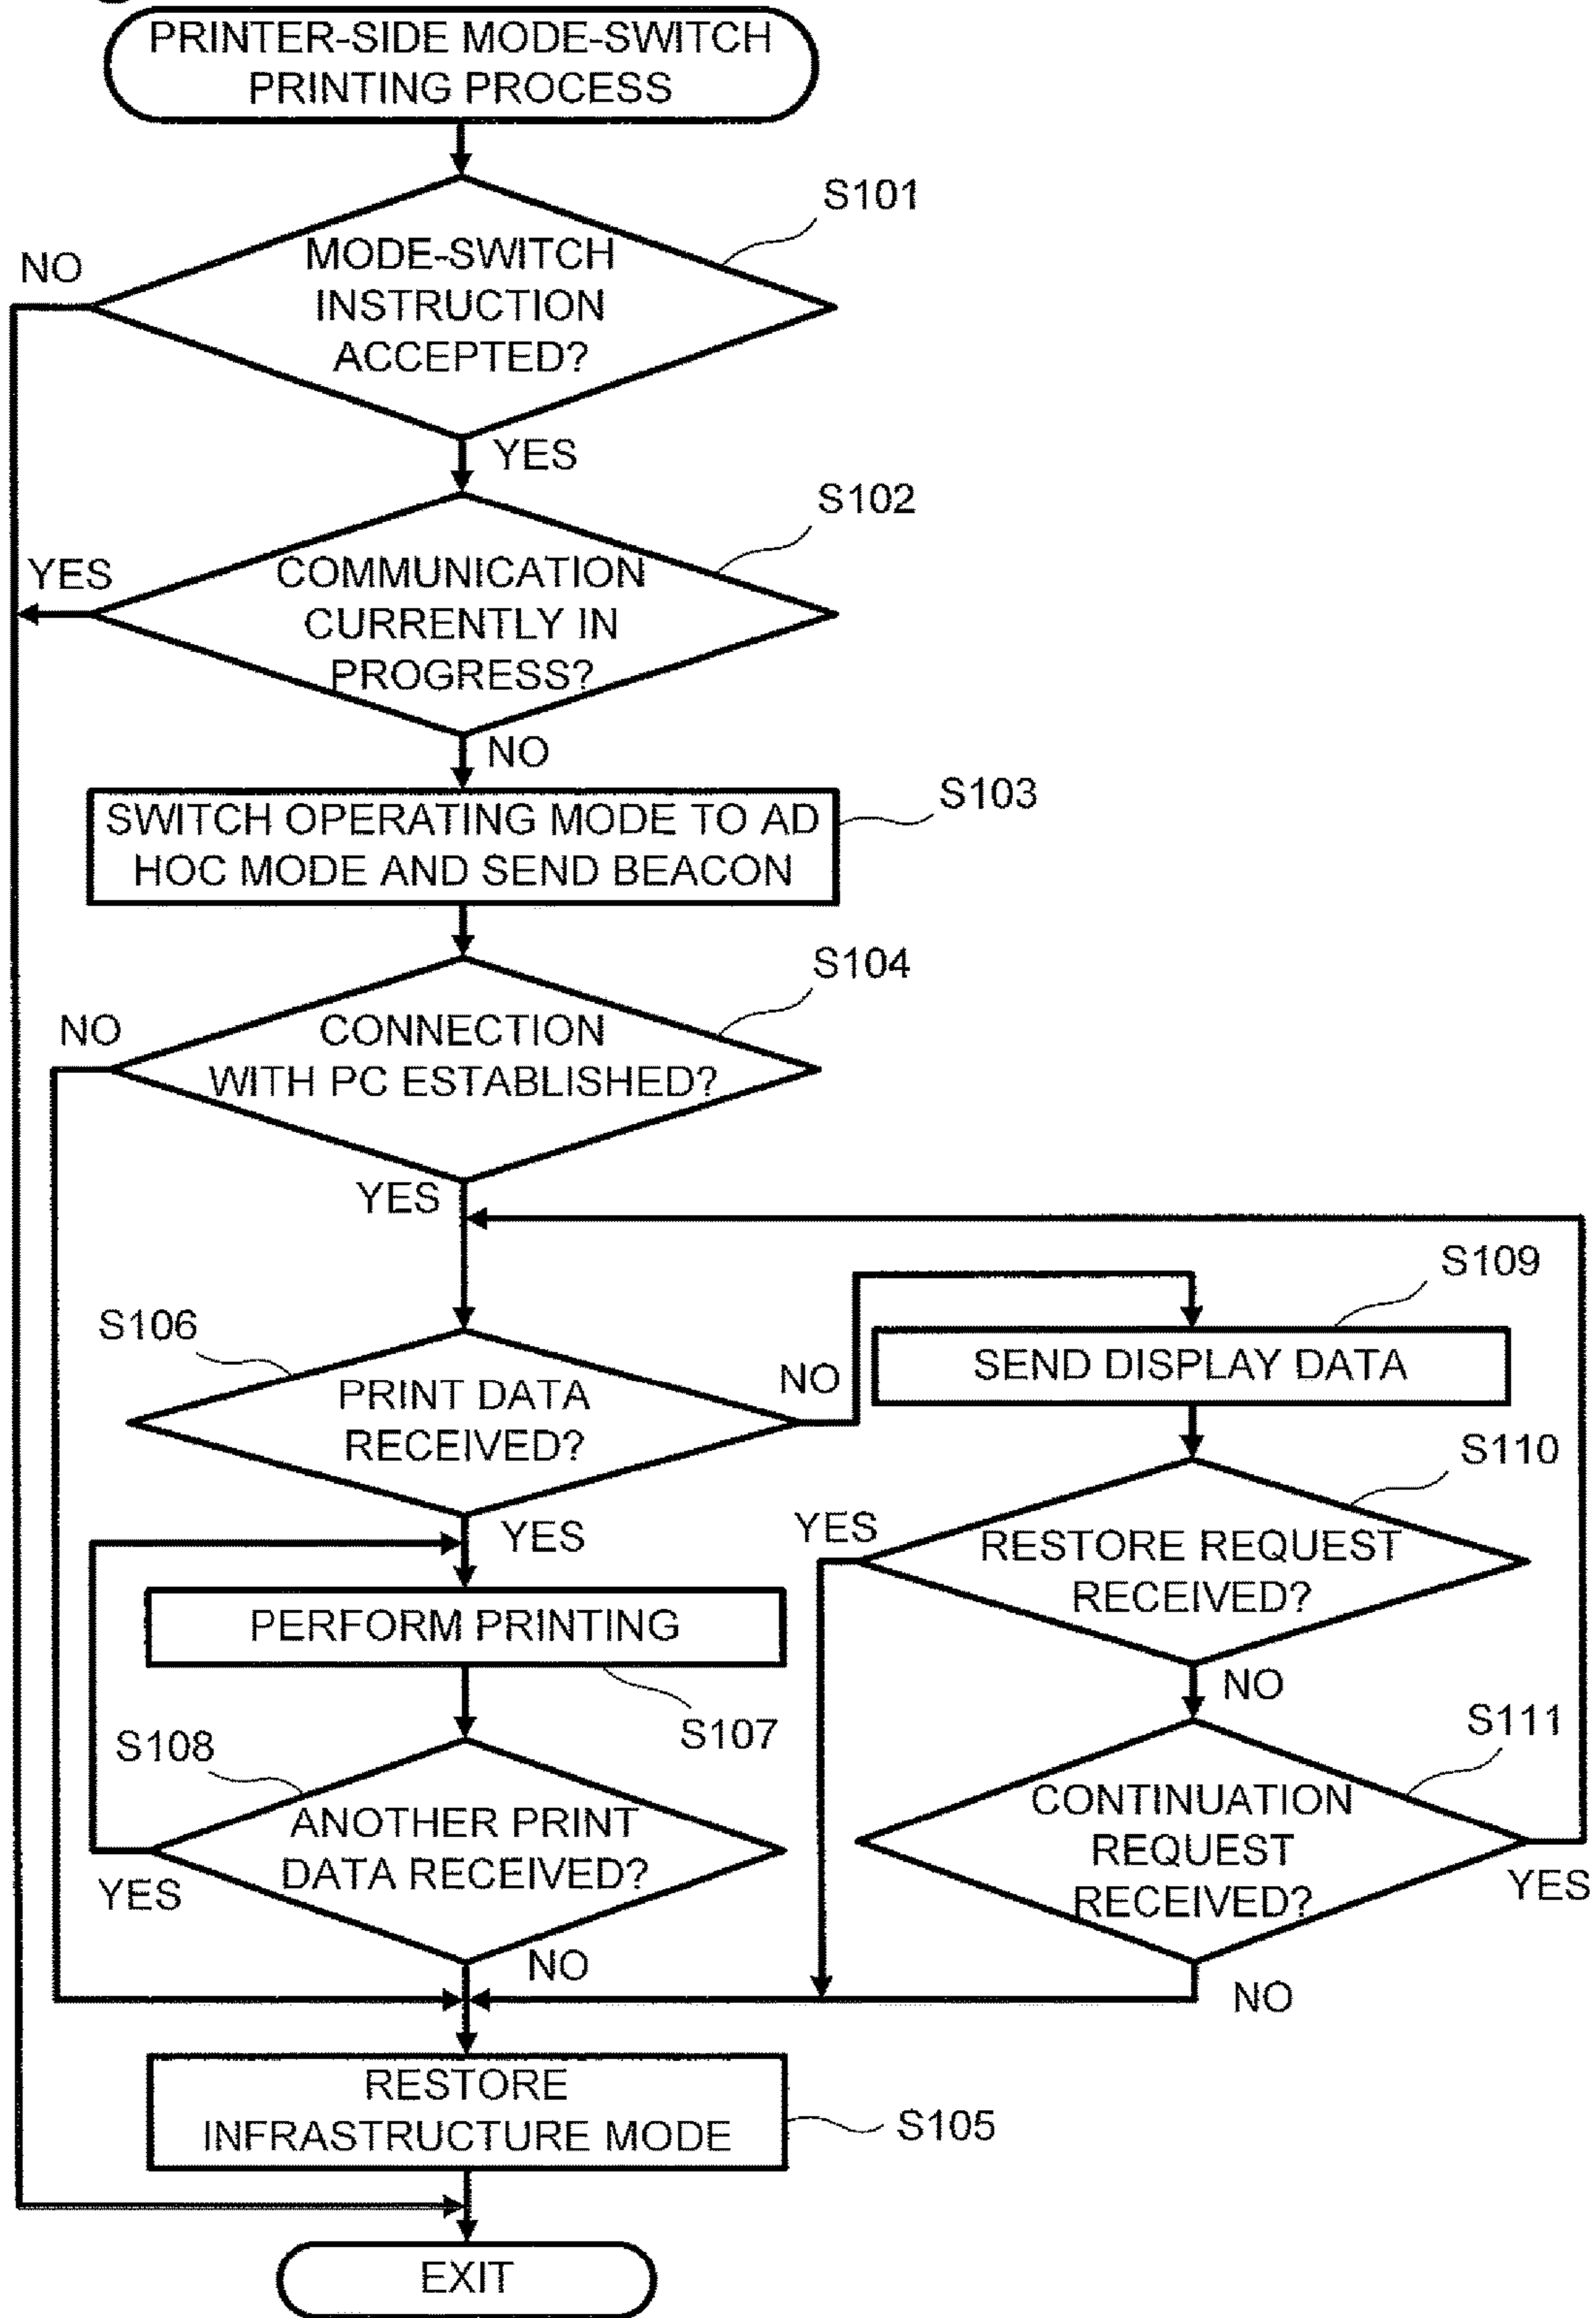 PRINTER-SIDE MODE-SWITCH
PRINTING PROCESS
S101
NO
MODE-SWITCH
INSTRUCTION
ACCEPTED?
YES
S102
YES
COMMUNICATION
CURRENTLY IN
PROGRESS?
NO
S103
SWITCH OPERATING MODE TO AD
HOC MODE AND SEND BEACON
S104
NO
CONNECTION
WITH PC ESTABLISHED?
YES
S109
S106
SEND DISPLAY DATA
NO
PRINT DATA
RECEIVED?
S110
YES
YES
RESTORE REQUEST
RECEIVED?
PERFORM PRINTING
NO
S107
S111
S108
CONTINUATION
REQUEST
RECEIVED?
ANOTHER PRINT
DATA RECEIVED?
YES
YES
NO
NO
RESTORE
INFRASTRUCTURE MODE
S105
EXIT